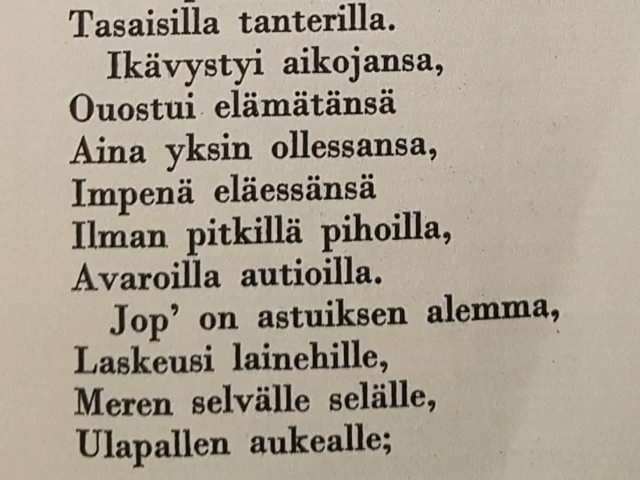 Tasaisilla tanterilla.
Ikävystyi aikojansa,
Ouostui elämätänsä
Aina yksin ollessansa,
Impenä eläessänsä
Ilman pitkillä pihoilla,
Avaroilla autioilla.
Jop’ on astuiksen alemma,
Laskeusi lainehille,
Meren selvälle selälle,
Ulapallen aukealle;